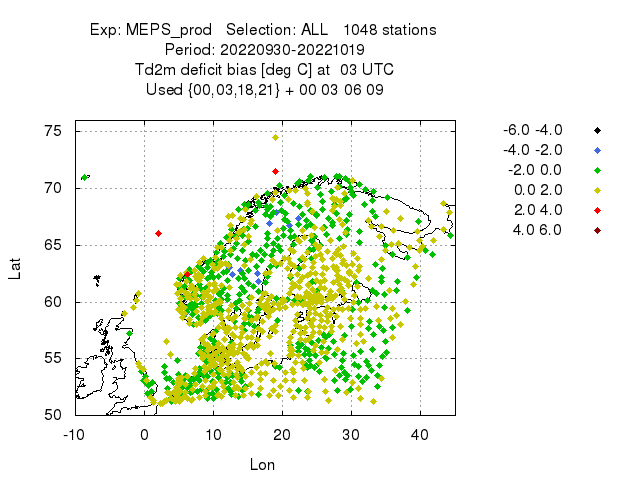 Exp: MEPS_prod   Selection: ALL   1048 stations
Period: 20220930-20221019
Td2m deficit bias [deg C] at  03 UTC
Used {00,03,18,21} + 00 03 06 09
-6.0 -4.0
-4.0 -2.0
-2.0 0.0
0.0 2.0
2.0 4.0
4.0 6.0
75
70
65
60
55
50
Lat
-10 0 10 20 30 40
Lon